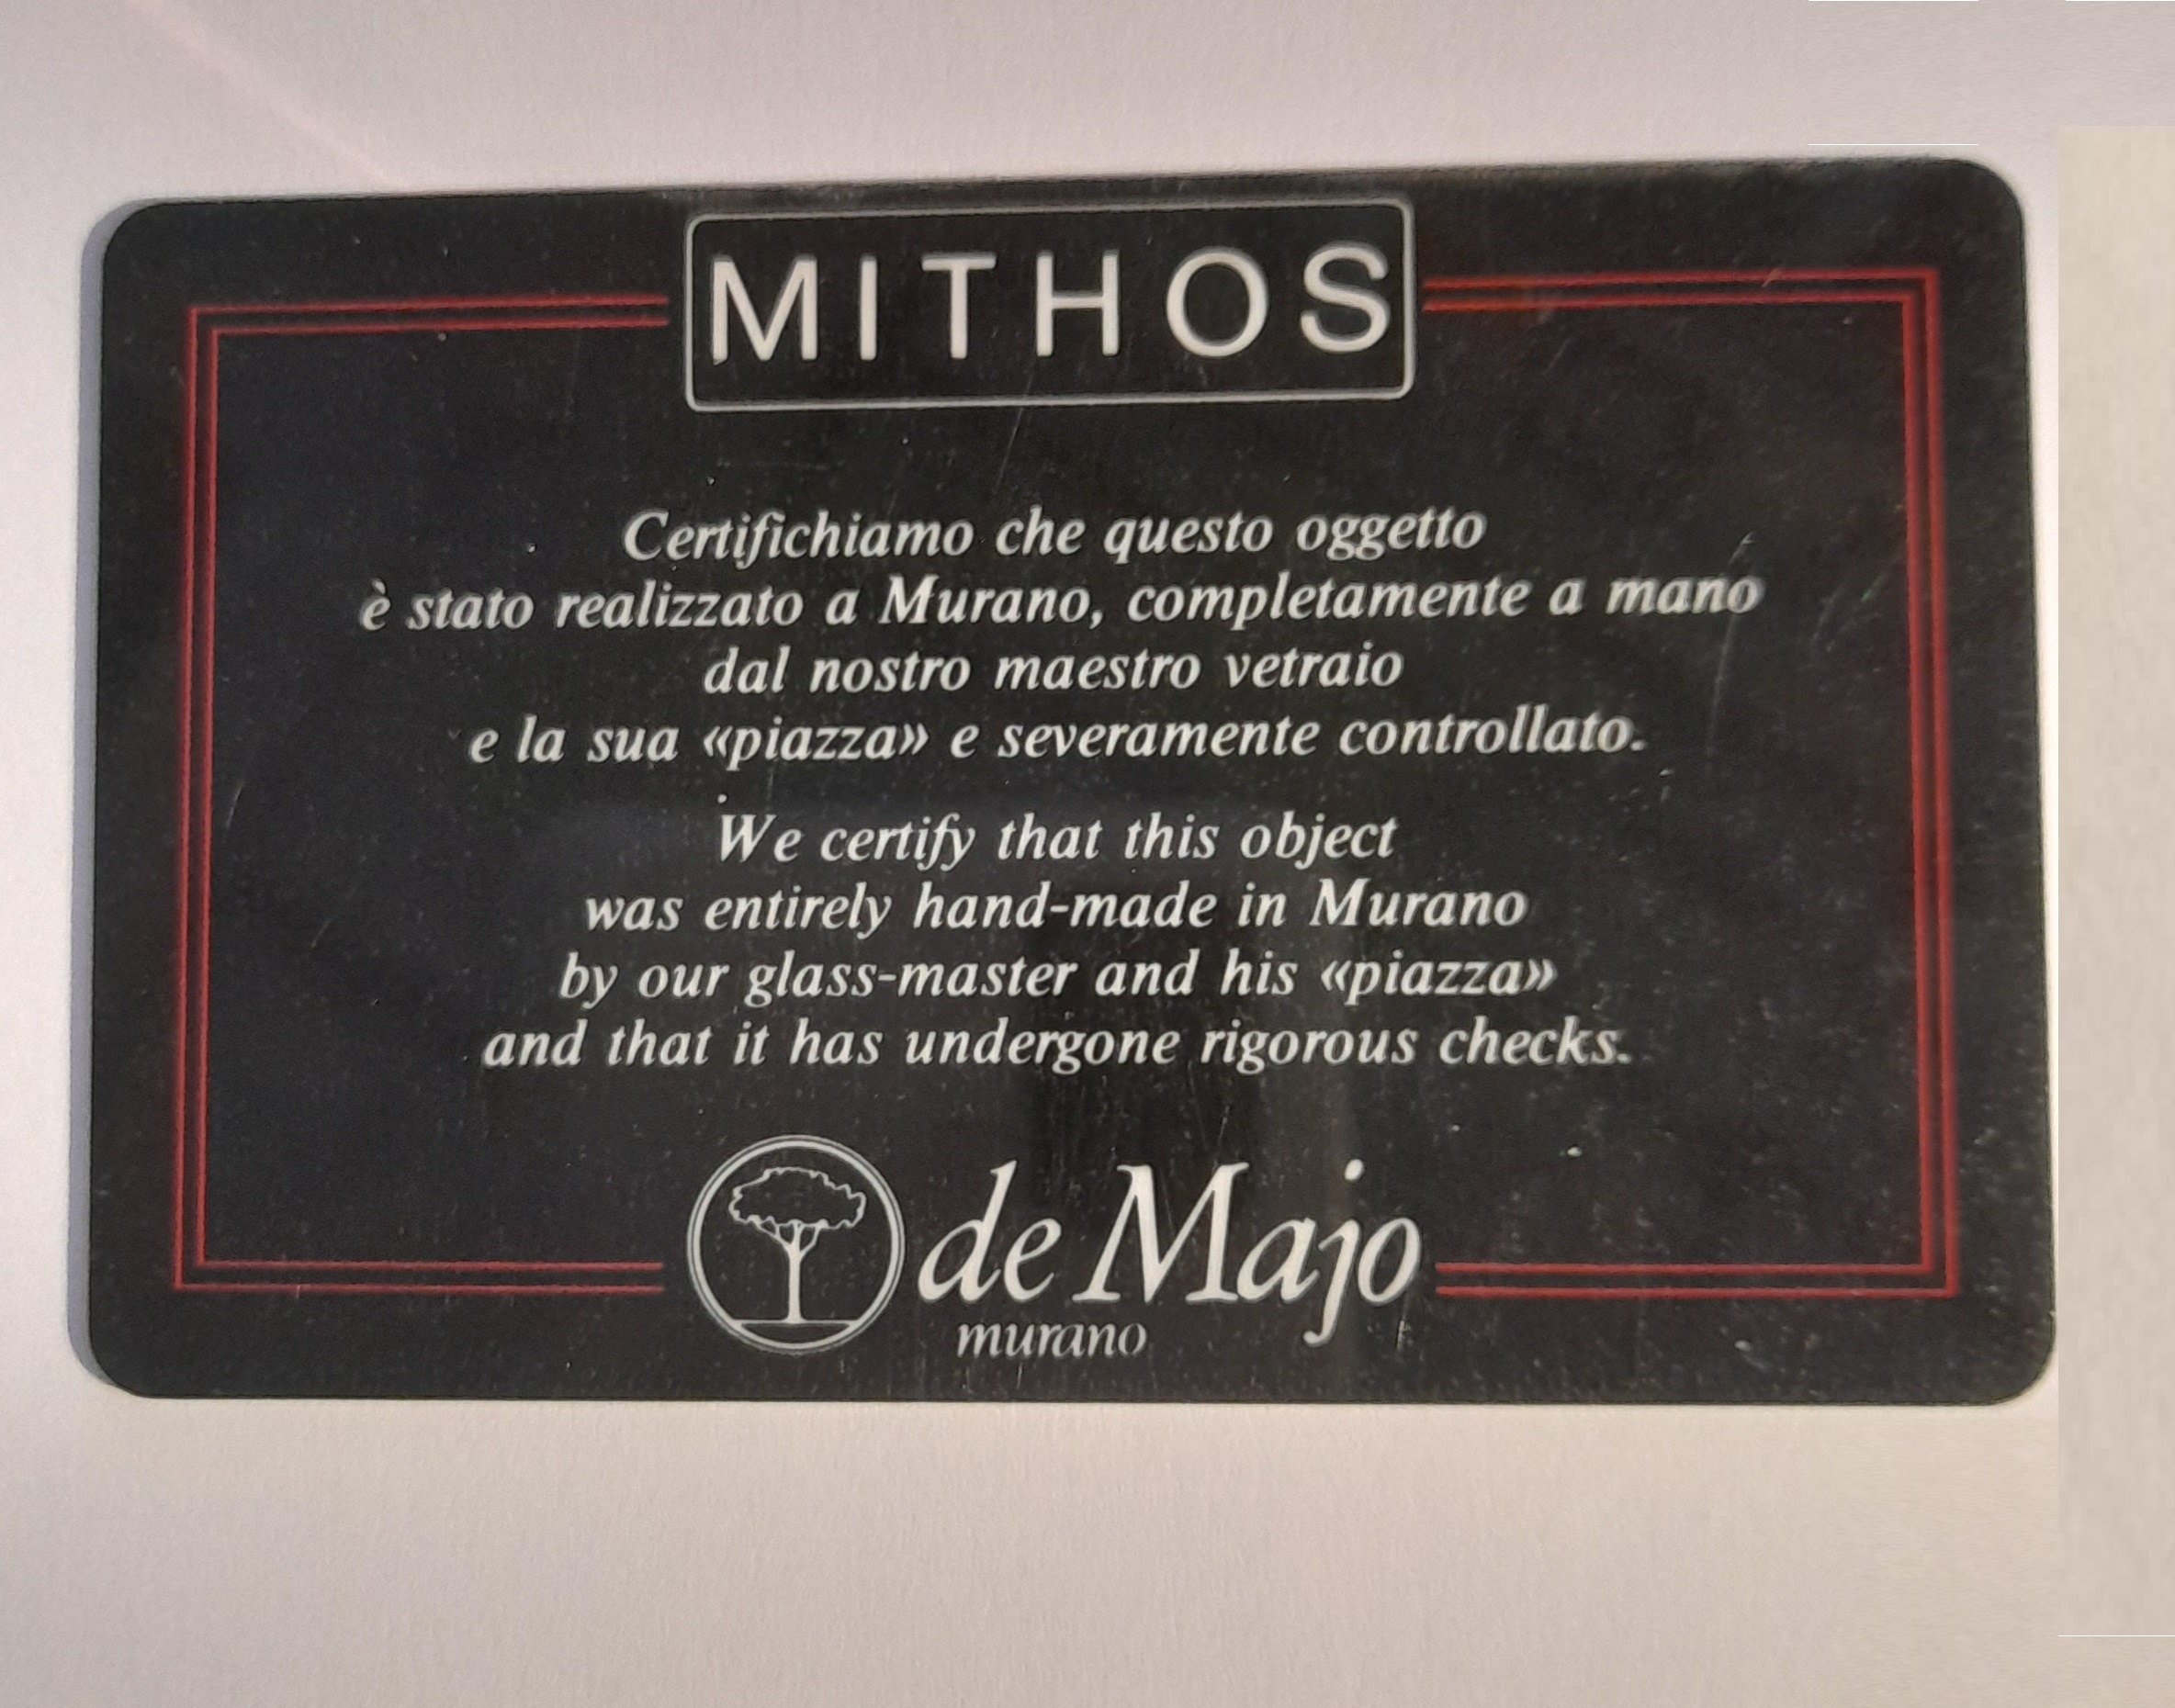 MITHOS
Certifichiamo che questo oggetto
è stato realizzato a Murano, completamente a mano
dal nostro maestro vetraio
e la sua «piazza» e severamente controllato.
We certify that this object
was entirely hand-made in Murano
by our glass-master and his «piazza»
and that it has undergone rigorous checks.
de Majo
murano